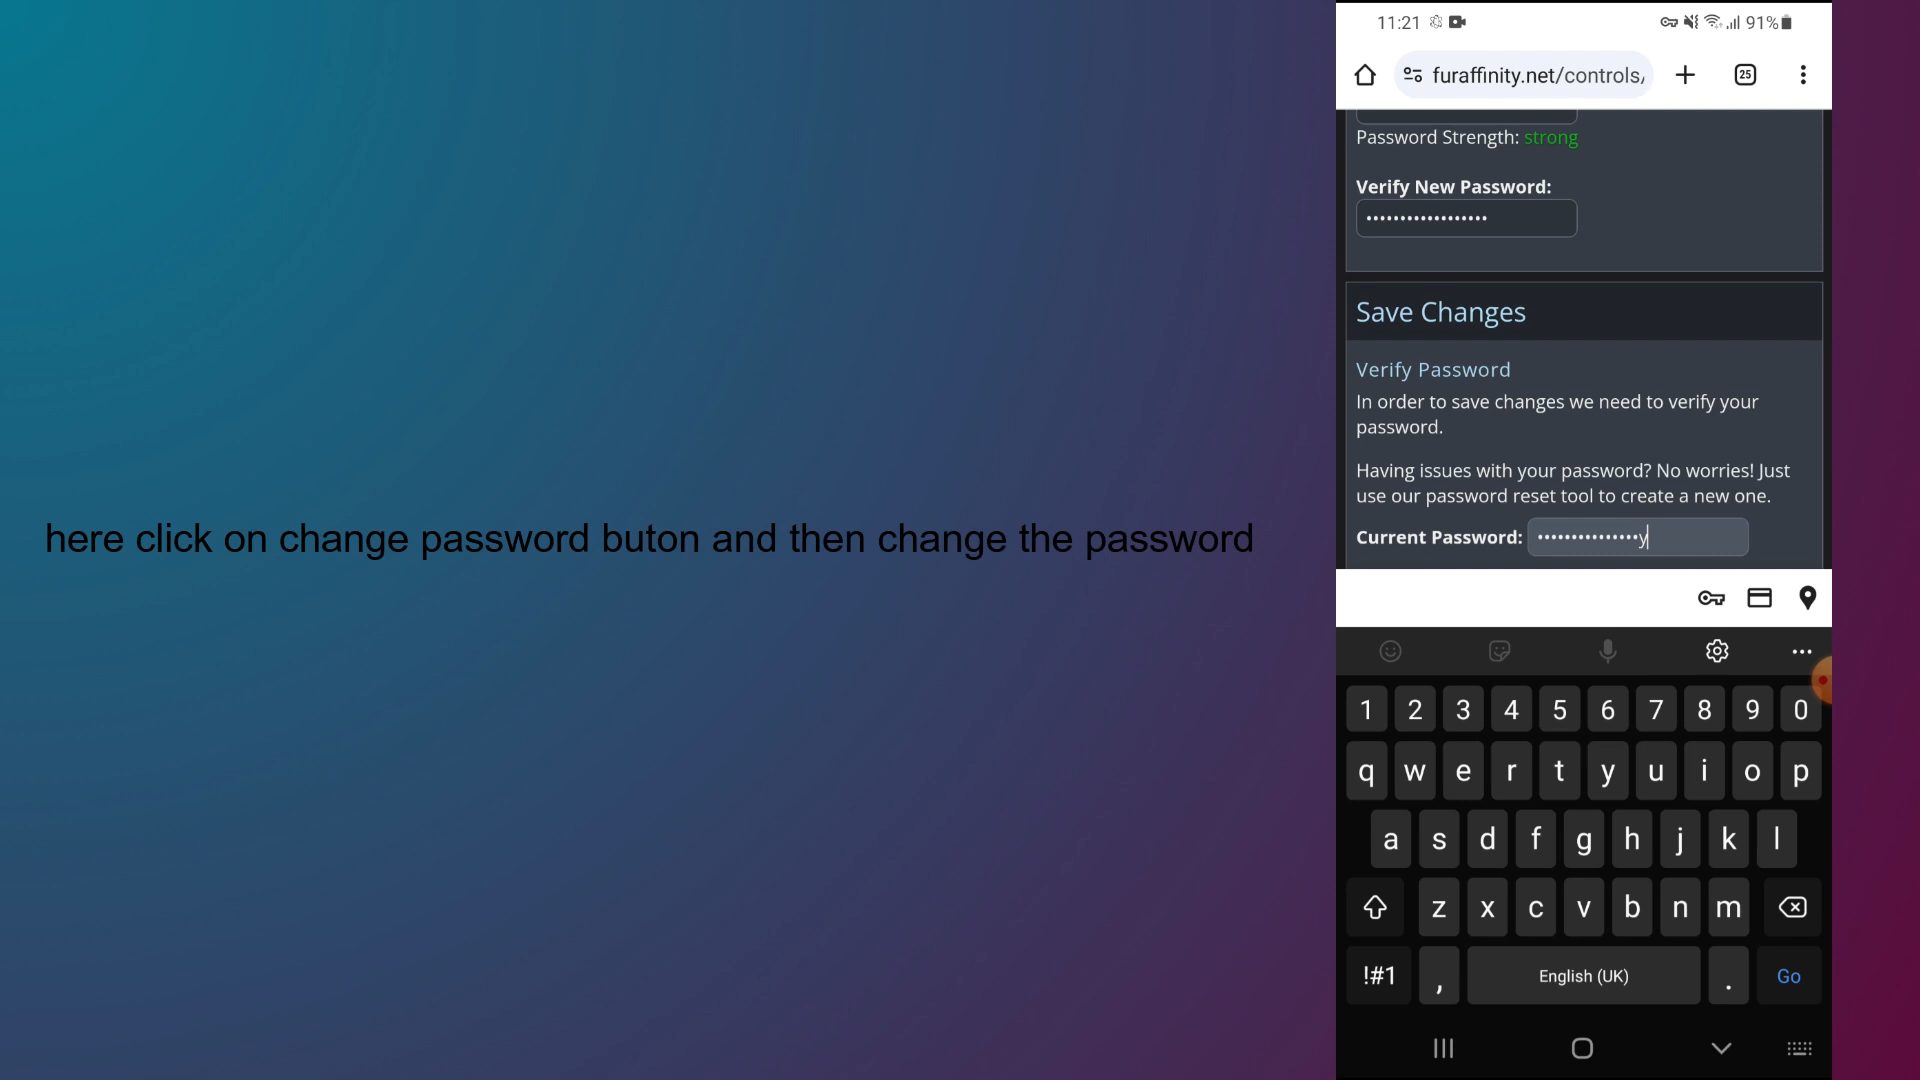 here click on change password buton and then change the password
11:21
91%
furaffinity.net/controls/
25
Password Strength: strong
Verify New Password:
••••••••••••••••••
Save Changes
Verify Password
In order to save changes we need to verify your
password.
Having issues with your password? No worries! Just
use our password reset tool to create a new one.
Current Password: •••••••••••••••y
1 2 3 4 5 6 7 8 9 0
q w e r t y u i o p
a s d f g h j k l
z x c v b n m
!#1 , English (UK) . Go